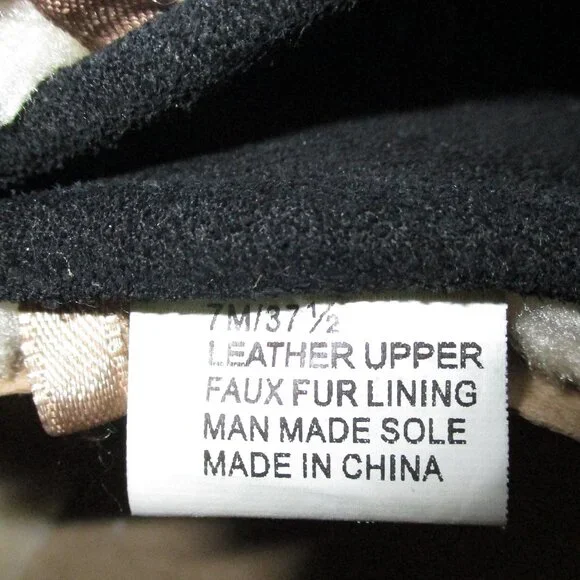 7M/37 ½
LEATHER UPPER
FAUX FUR LINING
MAN MADE SOLE
MADE IN CHINA